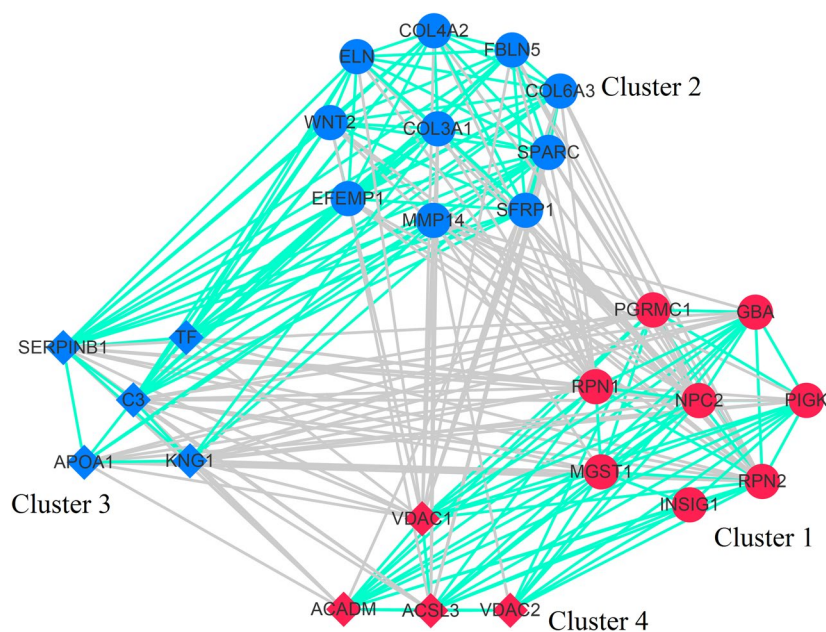 COL4A2
ELN
FBLN5
COL6A3
Cluster 2
WNT2
COL3A1
SPARC
EFEMP1
MMP14
SFRP1
PGRMC1
GBA
SERPINB1
TF
RPN1
NPC2
PIGK
C3
APOA1
KNG1
MGST1
RPN2
Cluster 3
VDAC1
INSIG1
Cluster 1
ACADM
ACSL3
VDAC2
Cluster 4